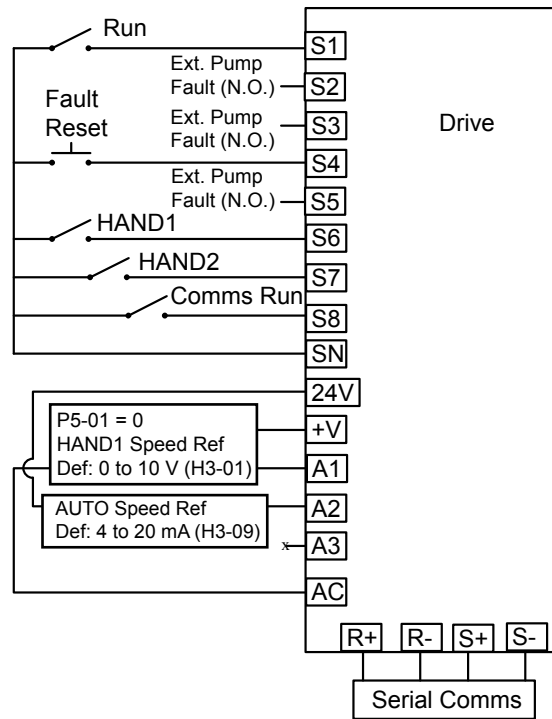 Run
S1
Ext. Pump
Fault (N.O.)
S2
Drive
Fault
Reset
Ext. Pump
Fault (N.O.)
S3
S4
Ext. Pump
Fault (N.O.)
S5
HAND1
S6
HAND2
S7
Comms Run
S8
SN
24V
P5-01 = 0
HAND1 Speed Ref
Def: 0 to 10 V (H3-01)
+V
A1
AUTO Speed Ref
Def: 4 to 20 mA (H3-09)
A2
x
A3
AC
R+ R- S+ S-
Serial Comms